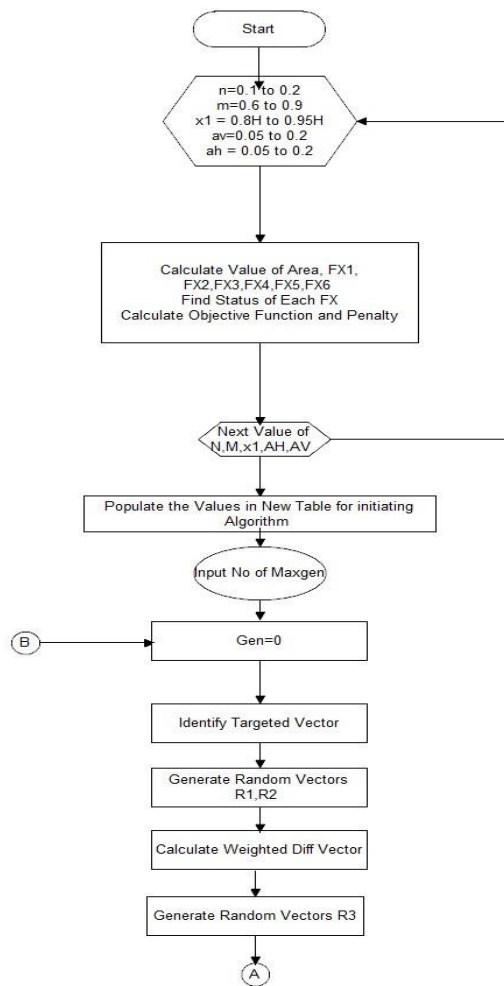 Start
n=0.1 to 0.2
m=0.6 to 0.9
x1 = 0.8H to 0.95H
av=0.05 to 0.2
ah = 0.05 to 0.2
Calculate Value of Area, FX1,
FX2,FX3,FX4,FX5,FX6
Find Status of Each FX
Calculate Objective Function and Penalty
Next Value of
N,M,x1,AH,AV
Populate the Values in New Table for initiating
Algorithm
Input No of Maxgen
B
Gen=0
Identify Targeted Vector
Generate Random Vectors
R1,R2
Calculate Weighted Diff Vector
Generate Random Vectors R3
A